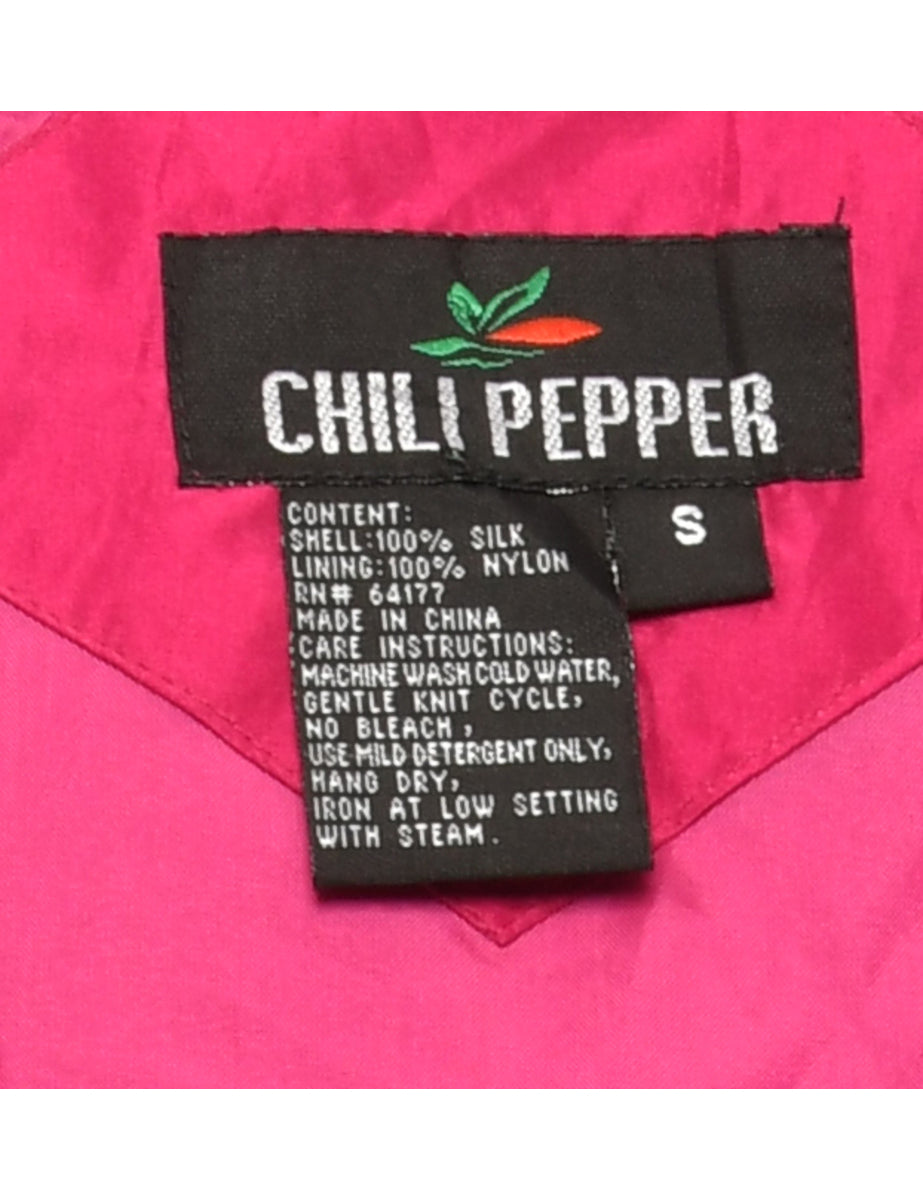 CHILI PEPPER
CONTENT:
S
SHELL:100% SILK
LINING:100% NYLON
RN# 64177
MADE IN CHINA
CARE INSTRUCTIONS:
MACHINE WASH COLD WATER,
GENTLE KNIT CYCLE,
NO BLEACH,
USE MILD DETERGENT ONLY,
HANG DRY,
IRON AT LOW SETTING
WITH STEAM.